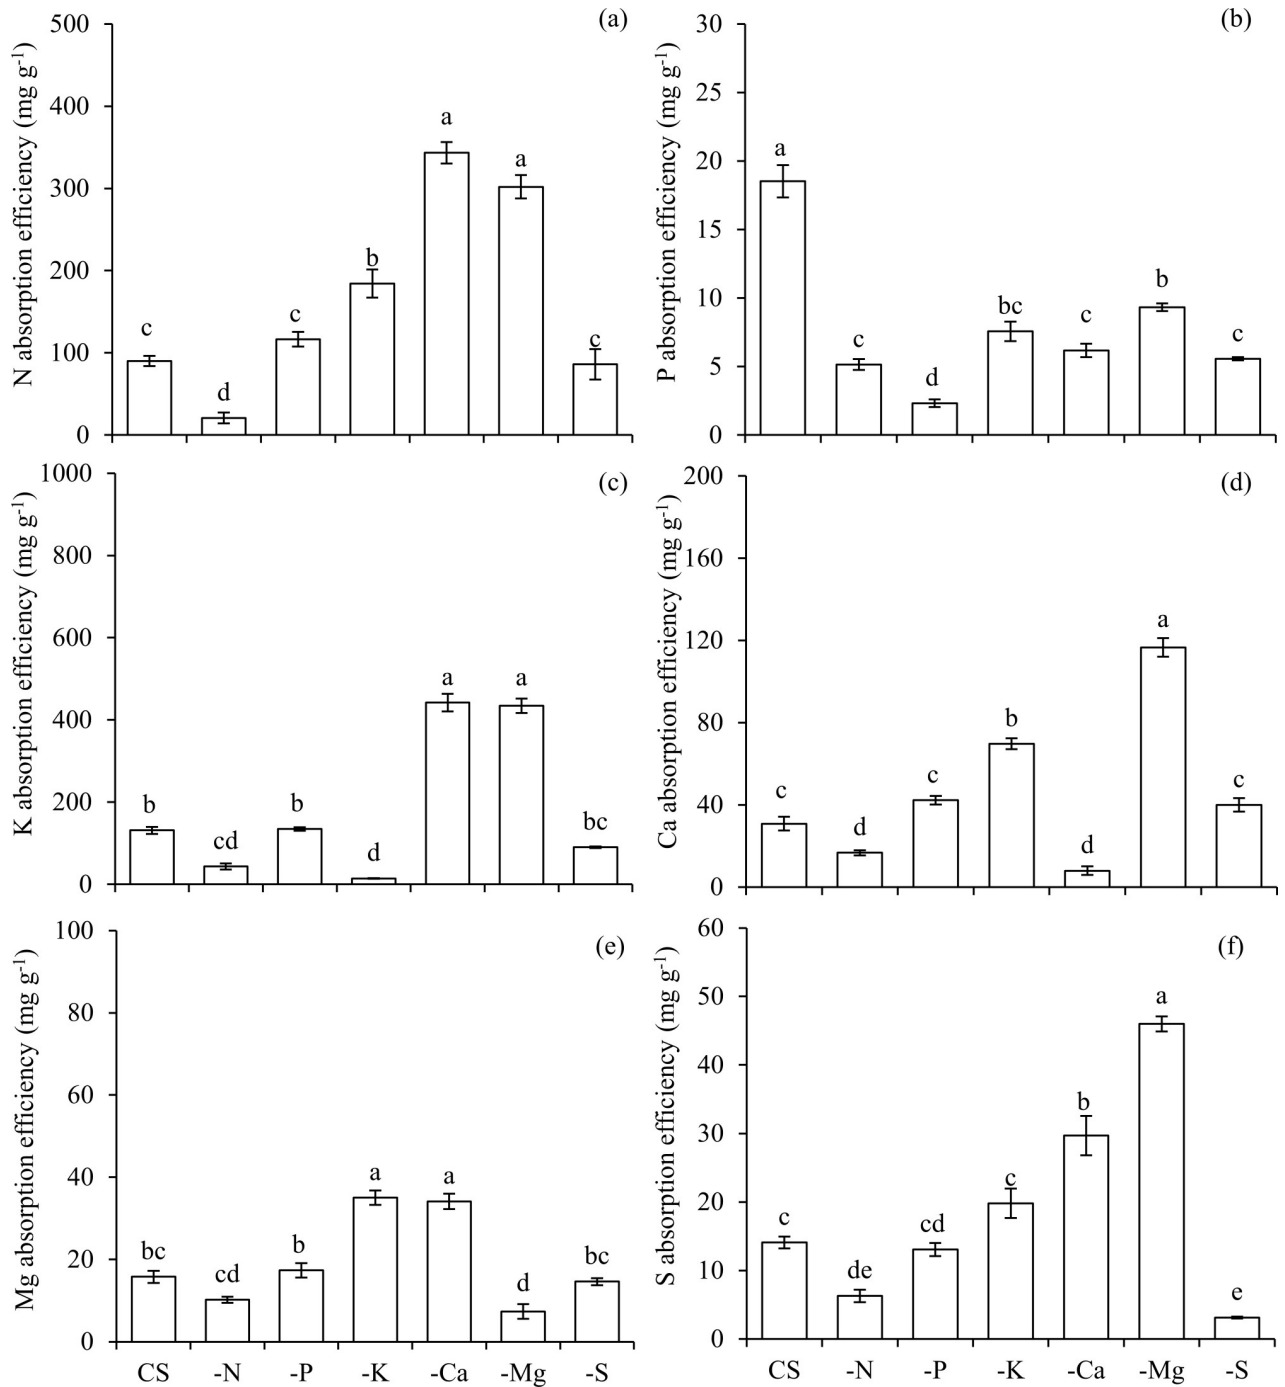 (a)
N absorption efficiency (mg g⁻¹)
500
400
300
200
100
0
c
d
c
b
a
a
c
(b)
P absorption efficiency (mg g⁻¹)
30
25
20
15
10
5
0
a
c
d
bc
c
b
c
(c)
K absorption efficiency (mg g⁻¹)
1000
800
600
400
200
0
b
cd
b
d
a
a
bc
(d)
Ca absorption efficiency (mg g⁻¹)
200
160
120
80
40
0
c
d
c
b
d
a
c
(e)
Mg absorption efficiency (mg g⁻¹)
100
80
60
40
20
0
bc
cd
b
a
a
d
bc
CS -N -P -K -Ca -Mg -S
(f)
S absorption efficiency (mg g⁻¹)
60
50
40
30
20
10
0
c
de
cd
c
b
a
e
CS -N -P -K -Ca -Mg -S